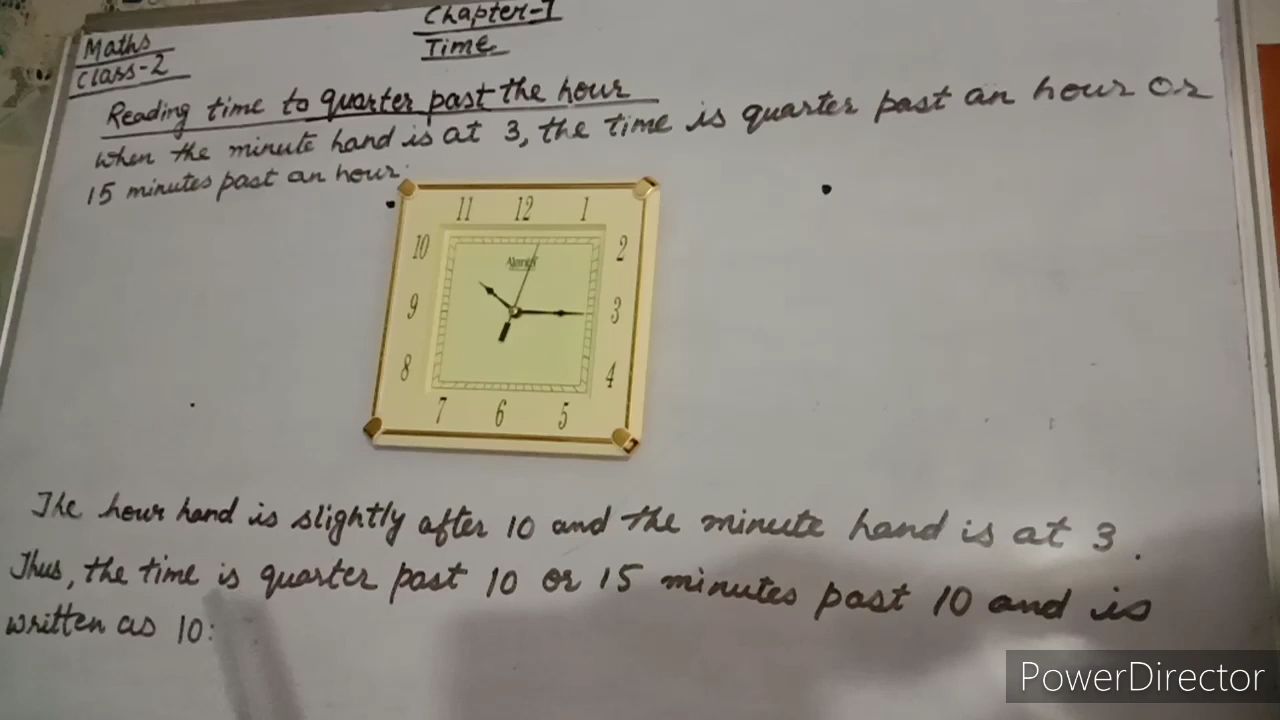 Chapter-7
Time
Maths
Class-2
Reading time to quarter past the hour
when the minute hand is at 3, the time is quarter past an hour or
15 minutes past an hour.
11 12 1
10 2
9 3
8 4
7 6 5
The hour hand is slightly after 10 and the minute hand is at 3.
Thus, the time is quarter past 10 or 15 minutes past 10 and is
written as 10:
PowerDirector